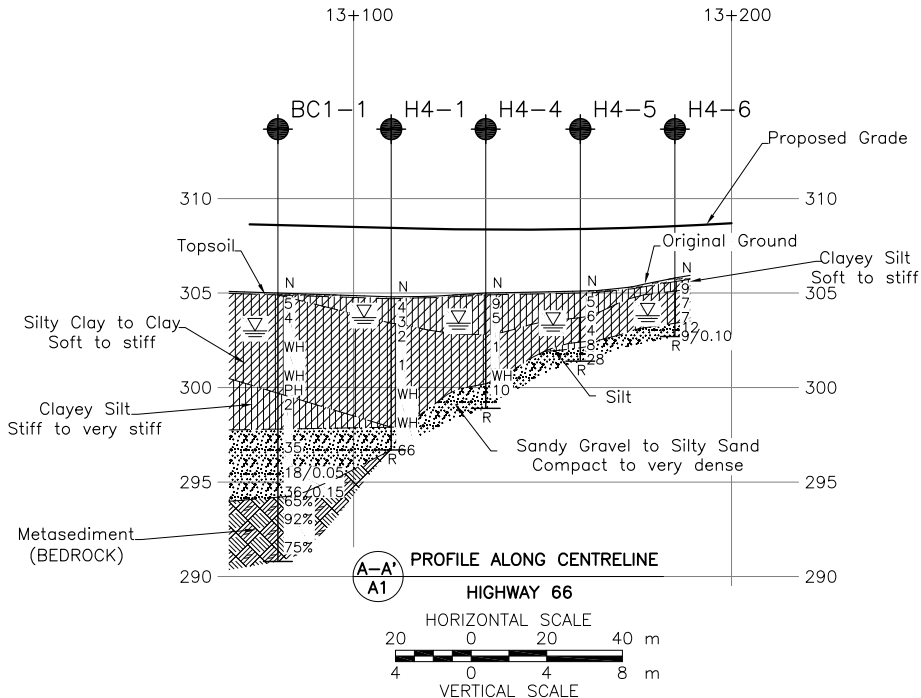 13+100 13+200
BC1-1 H4-1 H4-4 H4-5 H4-6
Proposed Grade
310 310
Topsoil
Original Ground
Clayey Silt
Soft to stiff
N N N N N
305 305
5 4 9 5 9
4 3 5 6 7
2 4 7
Silty Clay to Clay
Soft to stiff
WH 1 1 8 12
28 9/0.10
R R
WH WH WH
PH 10
2 WH R
300 300
Silt
Clayey Silt
Stiff to very stiff
35 66
R
Sandy Gravel to Silty Sand
Compact to very dense
18/0.05
36/0.15
295 295
65%
92%
75%
Metasediment
(BEDROCK)
290 290
A-A'
A1
PROFILE ALONG CENTRELINE
HIGHWAY 66
HORIZONTAL SCALE
20 0 20 40 m
4 0 4 8 m
VERTICAL SCALE